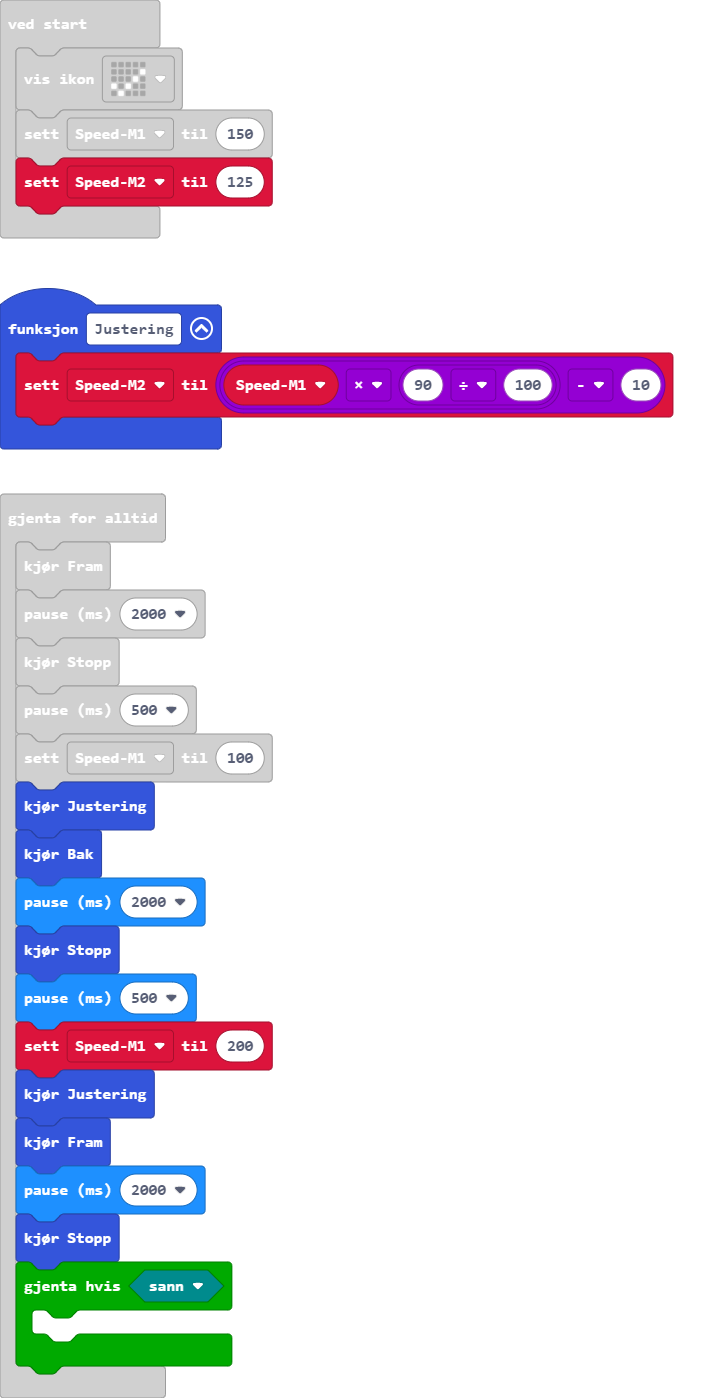 ved start
vis ikon
sett Speed-M1 til 150
sett Speed-M2 til 125
funksjon Justering
sett Speed-M2 til Speed-M1 × 90 ÷ 100 - 10
gjenta for alltid
kjør Fram
pause (ms) 2000
kjør Stopp
pause (ms) 500
sett Speed-M1 til 100
kjør Justering
kjør Bak
pause (ms) 2000
kjør Stopp
pause (ms) 500
sett Speed-M1 til 200
kjør Justering
kjør Fram
pause (ms) 2000
kjør Stopp
gjenta hvis sann